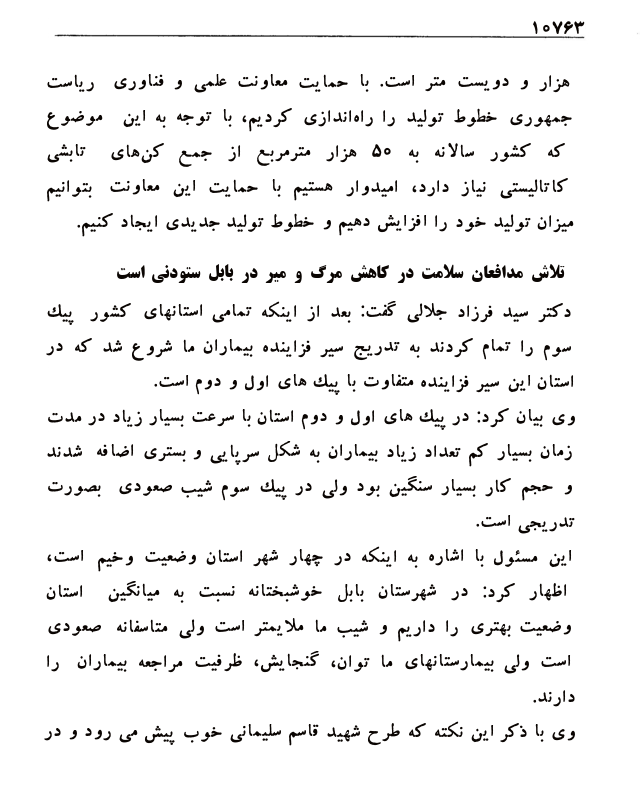 ۱۰۷۶۳
هزار و دویست متر است. با حمایت معاونت علمی و فناوری ریاست
جمهوری خطوط تولید را راه‌اندازی کردیم، با توجه به این موضوع
که کشور سالانه به ۵۰ هزار مترمربع از جمع کن‌های تابشی
کاتالیستی نیاز دارد، امیدوار هستیم با حمایت این معاونت بتوانیم
میزان تولید خود را افزایش دهیم و خطوط تولید جدیدی ایجاد کنیم.
تلاش مدافعان سلامت در کاهش مرگ و میر در بابل ستودنی است
دکتر سید فرزاد جلالی گفت: بعد از اینکه تمامی استانهای کشور پیك
سوم را تمام کردند به تدریج سیر فزاینده بیماران ما شروع شد که در
استان این سیر فزاینده متفاوت با پیك های اول و دوم است.
وی بیان کرد: در پیك های اول و دوم استان با سرعت بسیار زیاد در مدت
زمان بسیار کم تعداد زیاد بیماران به شکل سرپایی و بستری اضافه شدند
و حجم کار بسیار سنگین بود ولی در پیك سوم شیب صعودی بصورت
تدریجی است.
این مسئول با اشاره به اینکه در چهار شهر استان وضعیت وخیم است،
اظهار کرد: در شهرستان بابل خوشبختانه نسبت به میانگین استان
وضعیت بهتری را داریم و شیب ما ملایمتر است ولی متاسفانه صعودی
است ولی بیمارستانهای ما توان، گنجایش، ظرفیت مراجعه بیماران را
دارند.
وی با ذکر این نکته که طرح شهید قاسم سلیمانی خوب پیش می رود و در